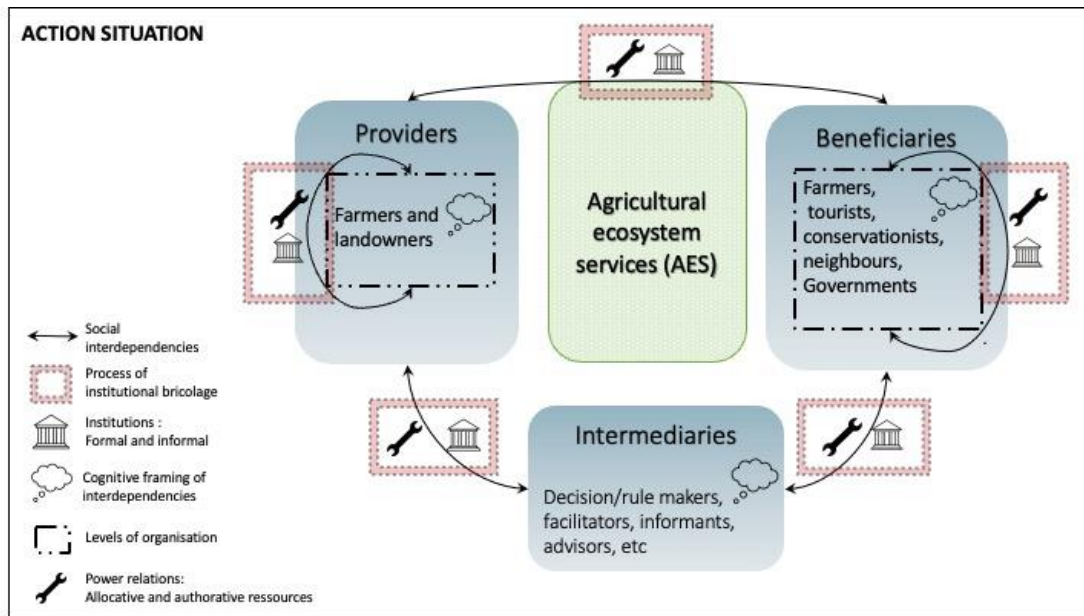 ACTION SITUATION
Providers
Farmers and
landowners
Agricultural
ecosystem
services (AES)
Beneficiaries
Farmers,
tourists,
conservationists,
neighbours,
Governments
Intermediaries
Decision/rule makers,
facilitators, informants,
advisors, etc
Social
interdependencies
Process of
institutional bricolage
Institutions :
Formal and informal
Cognitive framing of
interdependencies
Levels of organisation
Power relations:
Allocative and authorative ressources